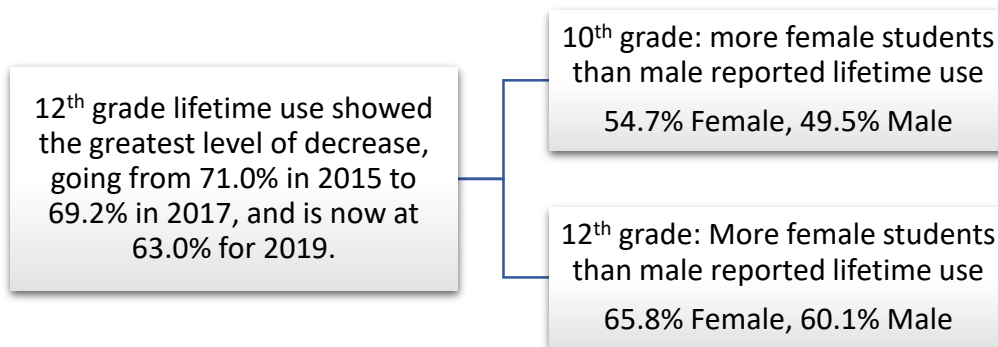 12th grade lifetime use showed
the greatest level of decrease,
going from 71.0% in 2015 to
69.2% in 2017, and is now at
63.0% for 2019.
10th grade: more female students
than male reported lifetime use
54.7% Female, 49.5% Male
12th grade: More female students
than male reported lifetime use
65.8% Female, 60.1% Male